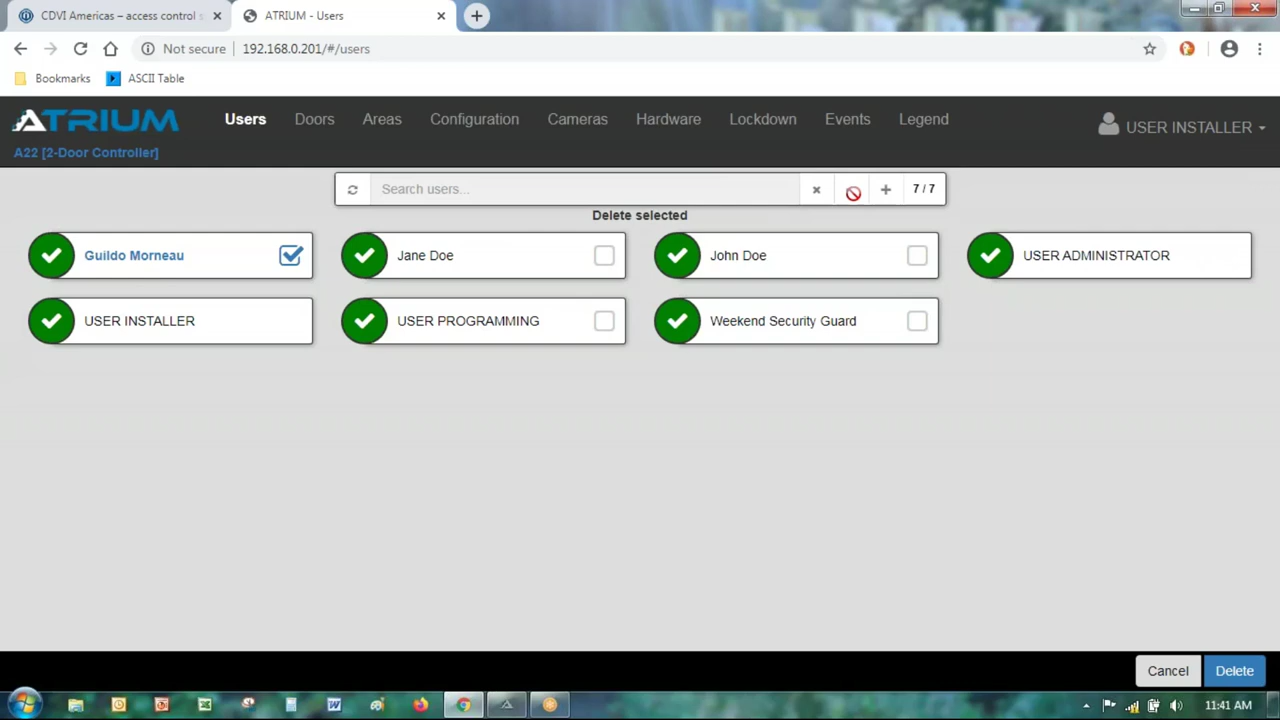 CDVI Americas – access control s
ATRIUM - Users
Not secure
192.168.0.201/#/users
Bookmarks
ASCII Table
ATRIUM
Users
Doors
Areas
Configuration
Cameras
Hardware
Lockdown
Events
Legend
USER INSTALLER
A22 [2-Door Controller]
Search users...
7 / 7
Delete selected
Guildo Morneau
Jane Doe
John Doe
USER ADMINISTRATOR
USER INSTALLER
USER PROGRAMMING
Weekend Security Guard
Cancel
Delete
11:41 AM